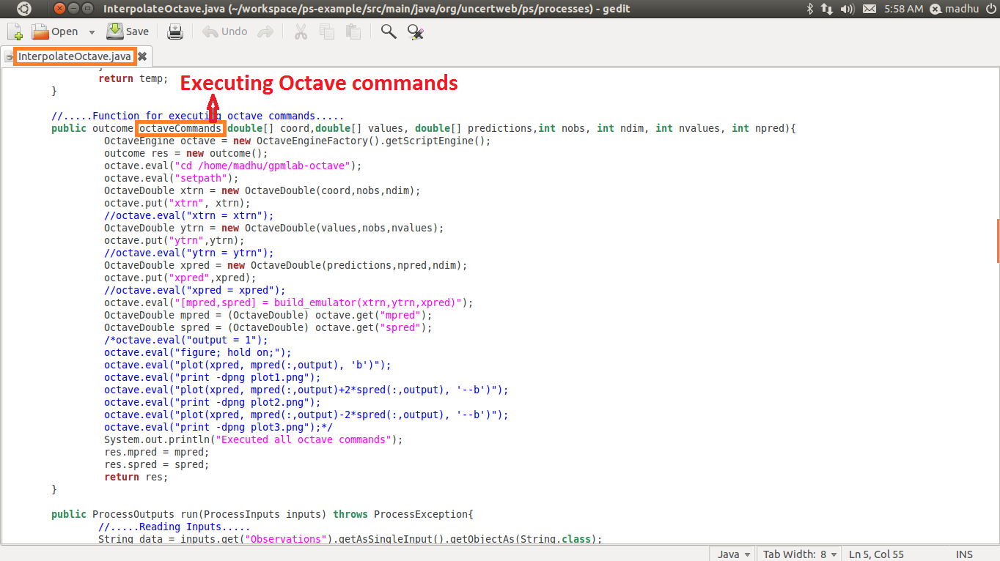 InterpolateOctave.java (~/workspace/ps-example/src/main/java/org/uncertweb/ps/processes) - gedit
5:58 AM madhu
Open Save Undo
InterpolateOctave.java
}
return temp;
}
Executing Octave commands
//.....Function for executing octave commands.....
public outcome octaveCommands double[] coord,double[] values, double[] predictions,int nobs, int ndim, int nvalues, int npred){
OctaveEngine octave = new OctaveEngineFactory().getScriptEngine();
outcome res = new outcome();
octave.eval("cd /home/madhu/gpmlab-octave");
octave.eval("setpath");
OctaveDouble xtrn = new OctaveDouble(coord,nobs,ndim);
octave.put("xtrn", xtrn);
//octave.eval("xtrn = xtrn");
OctaveDouble ytrn = new OctaveDouble(values,nobs,nvalues);
octave.put("ytrn",ytrn);
//octave.eval("ytrn = ytrn");
OctaveDouble xpred = new OctaveDouble(predictions,npred,ndim);
octave.put("xpred",xpred);
//octave.eval("xpred = xpred");
octave.eval("[mpred,spred] = build_emulator(xtrn,ytrn,xpred)");
OctaveDouble mpred = (OctaveDouble) octave.get("mpred");
OctaveDouble spred = (OctaveDouble) octave.get("spred");
/*octave.eval("output = 1");
octave.eval("figure; hold on;");
octave.eval("plot(xpred, mpred(:,output), 'b')");
octave.eval("print -dpng plot1.png");
octave.eval("plot(xpred, mpred(:,output)+2*spred(:,output), '--b')");
octave.eval("print -dpng plot2.png");
octave.eval("plot(xpred, mpred(:,output)-2*spred(:,output), '--b')");
octave.eval("print -dpng plot3.png");*/
System.out.println("Executed all octave commands");
res.mpred = mpred;
res.spred = spred;
return res;
}
public ProcessOutputs run(ProcessInputs inputs) throws ProcessException{
//.....Reading Inputs.....
String data = inputs.get("Observations").getAsSingleInput().getObjectAs(String.class);
Java Tab Width: 8 Ln 5, Col 55 INS